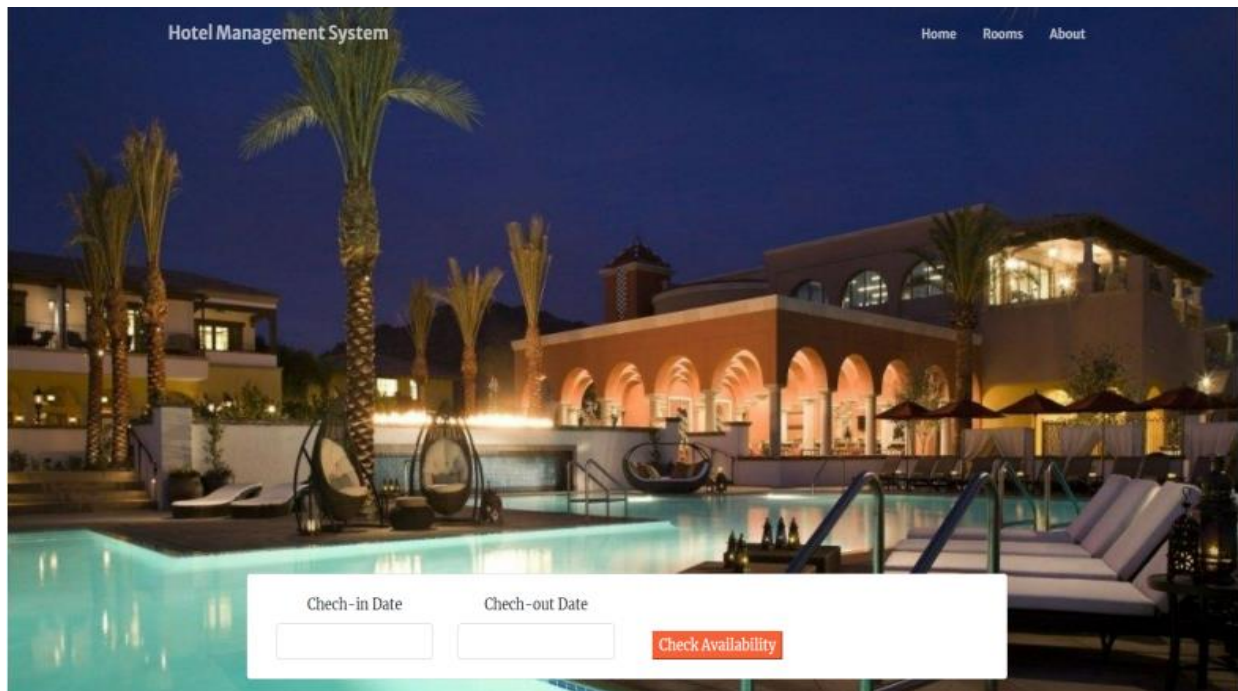 Hotel Management System
Home Rooms About
Chech-in Date Chech-out Date
Check Availability